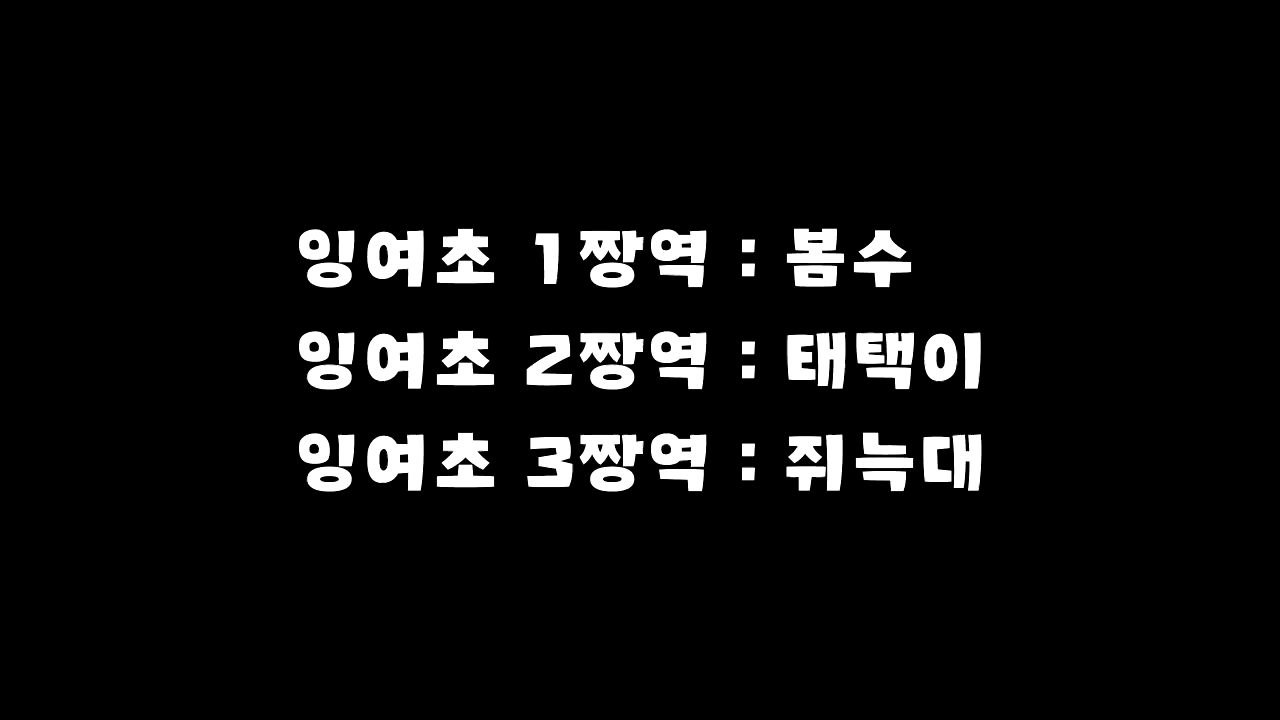 잉여초 1짱역 : 봄수
잉여초 2짱역 : 태택이
잉여초 3짱역 : 쥐늑대